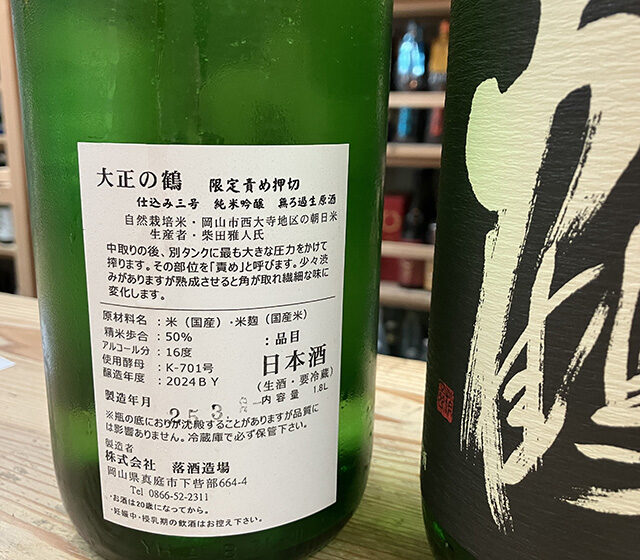 大正の鶴 限定責め押切
仕込み三号 純米吟醸 無ろ過生原酒
自然栽培米・岡山市西大寺地区の朝日米
生産者・柴田雅人氏
中取りの後、別タンクに最も大きな圧力をかけて
搾ります。その部位を「責め」と呼びます。少々渋
みがありますが熟成させると角が取れ繊細な味に
変化します。
原材料名：米（国産）・米麹（国産米）
精米歩合：50%
アルコール分：16度
使用酵母：K-701号
醸造年度：2024BY
：品目
日本酒
（生酒・要冷蔵）
内容量 1.8L
製造年月 25.3.
※瓶の底におりが沈殿することがありますが品質に
は影響ありません。冷蔵庫で必ず保管下さい。
製造者
株式会社 落酒造場
岡山県真庭市下呰部664-4
Tel 0866-52-2311
・お酒は20歳になってから。
・妊娠中・授乳期の飲酒はお控え下さい。